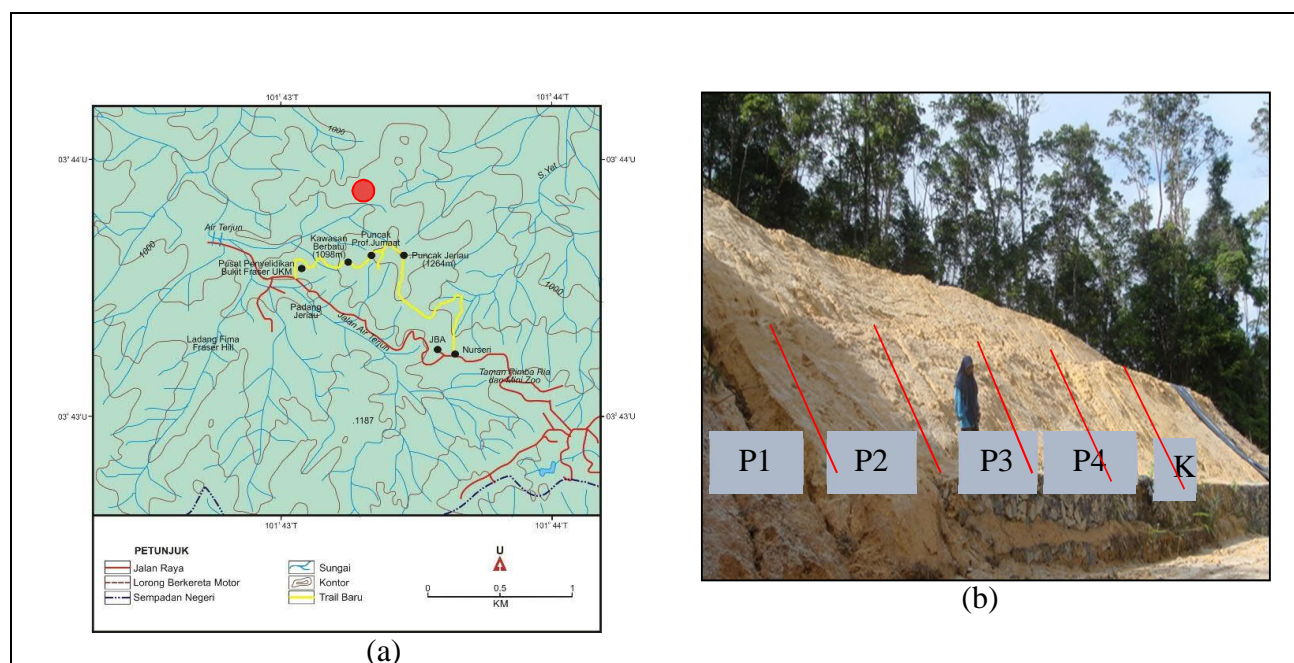 101° 43'T
101° 44'T
1000
03° 44'U
03° 44'U
S.Yet
Air Terjun
1000
Kawasan
Berbatu
(1098m)
Puncak
Prof.Jumaat
Puncak Jeriau
(1264m)
Pusat Penyelidikan
Bukit Fraser UKM
1000
Padang
Jeriau
Jalan Air Terjun
Ladang Fima
Fraser Hill
JBA
Nurseri
Taman Rimba Ria
dan Mini Zoo
03° 43'U
03° 43'U
.1187
101° 43'T
101° 44'T
PETUNJUK
Jalan Raya
Lorong Berkereta Motor
Sempadan Negeri
Sungai
Kontor
Trail Baru
U
0
0.5
1
KM
(a)
P1
P2
P3
P4
K
(b)